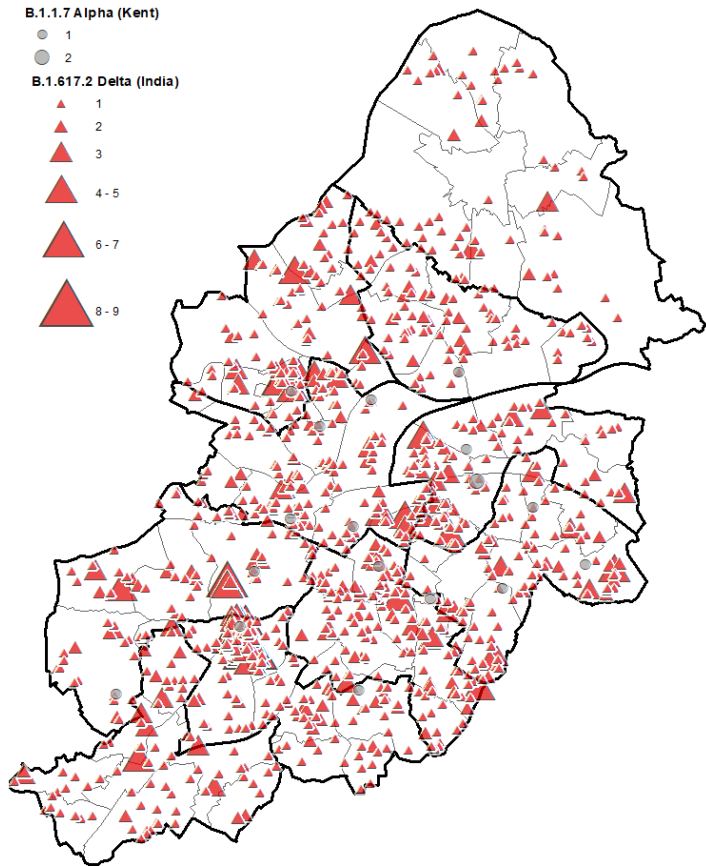 B.1.1.7 Alpha (Kent)
1
2
B.1.617.2 Delta (India)
1
2
3
4 - 5
6 - 7
8 - 9